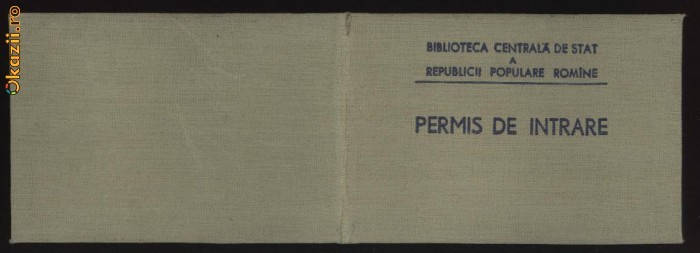 Okazii.ro
BIBLIOTECA CENTRALĂ DE STAT
A
REPUBLICII POPULARE ROMÎNE
PERMIS DE INTRARE